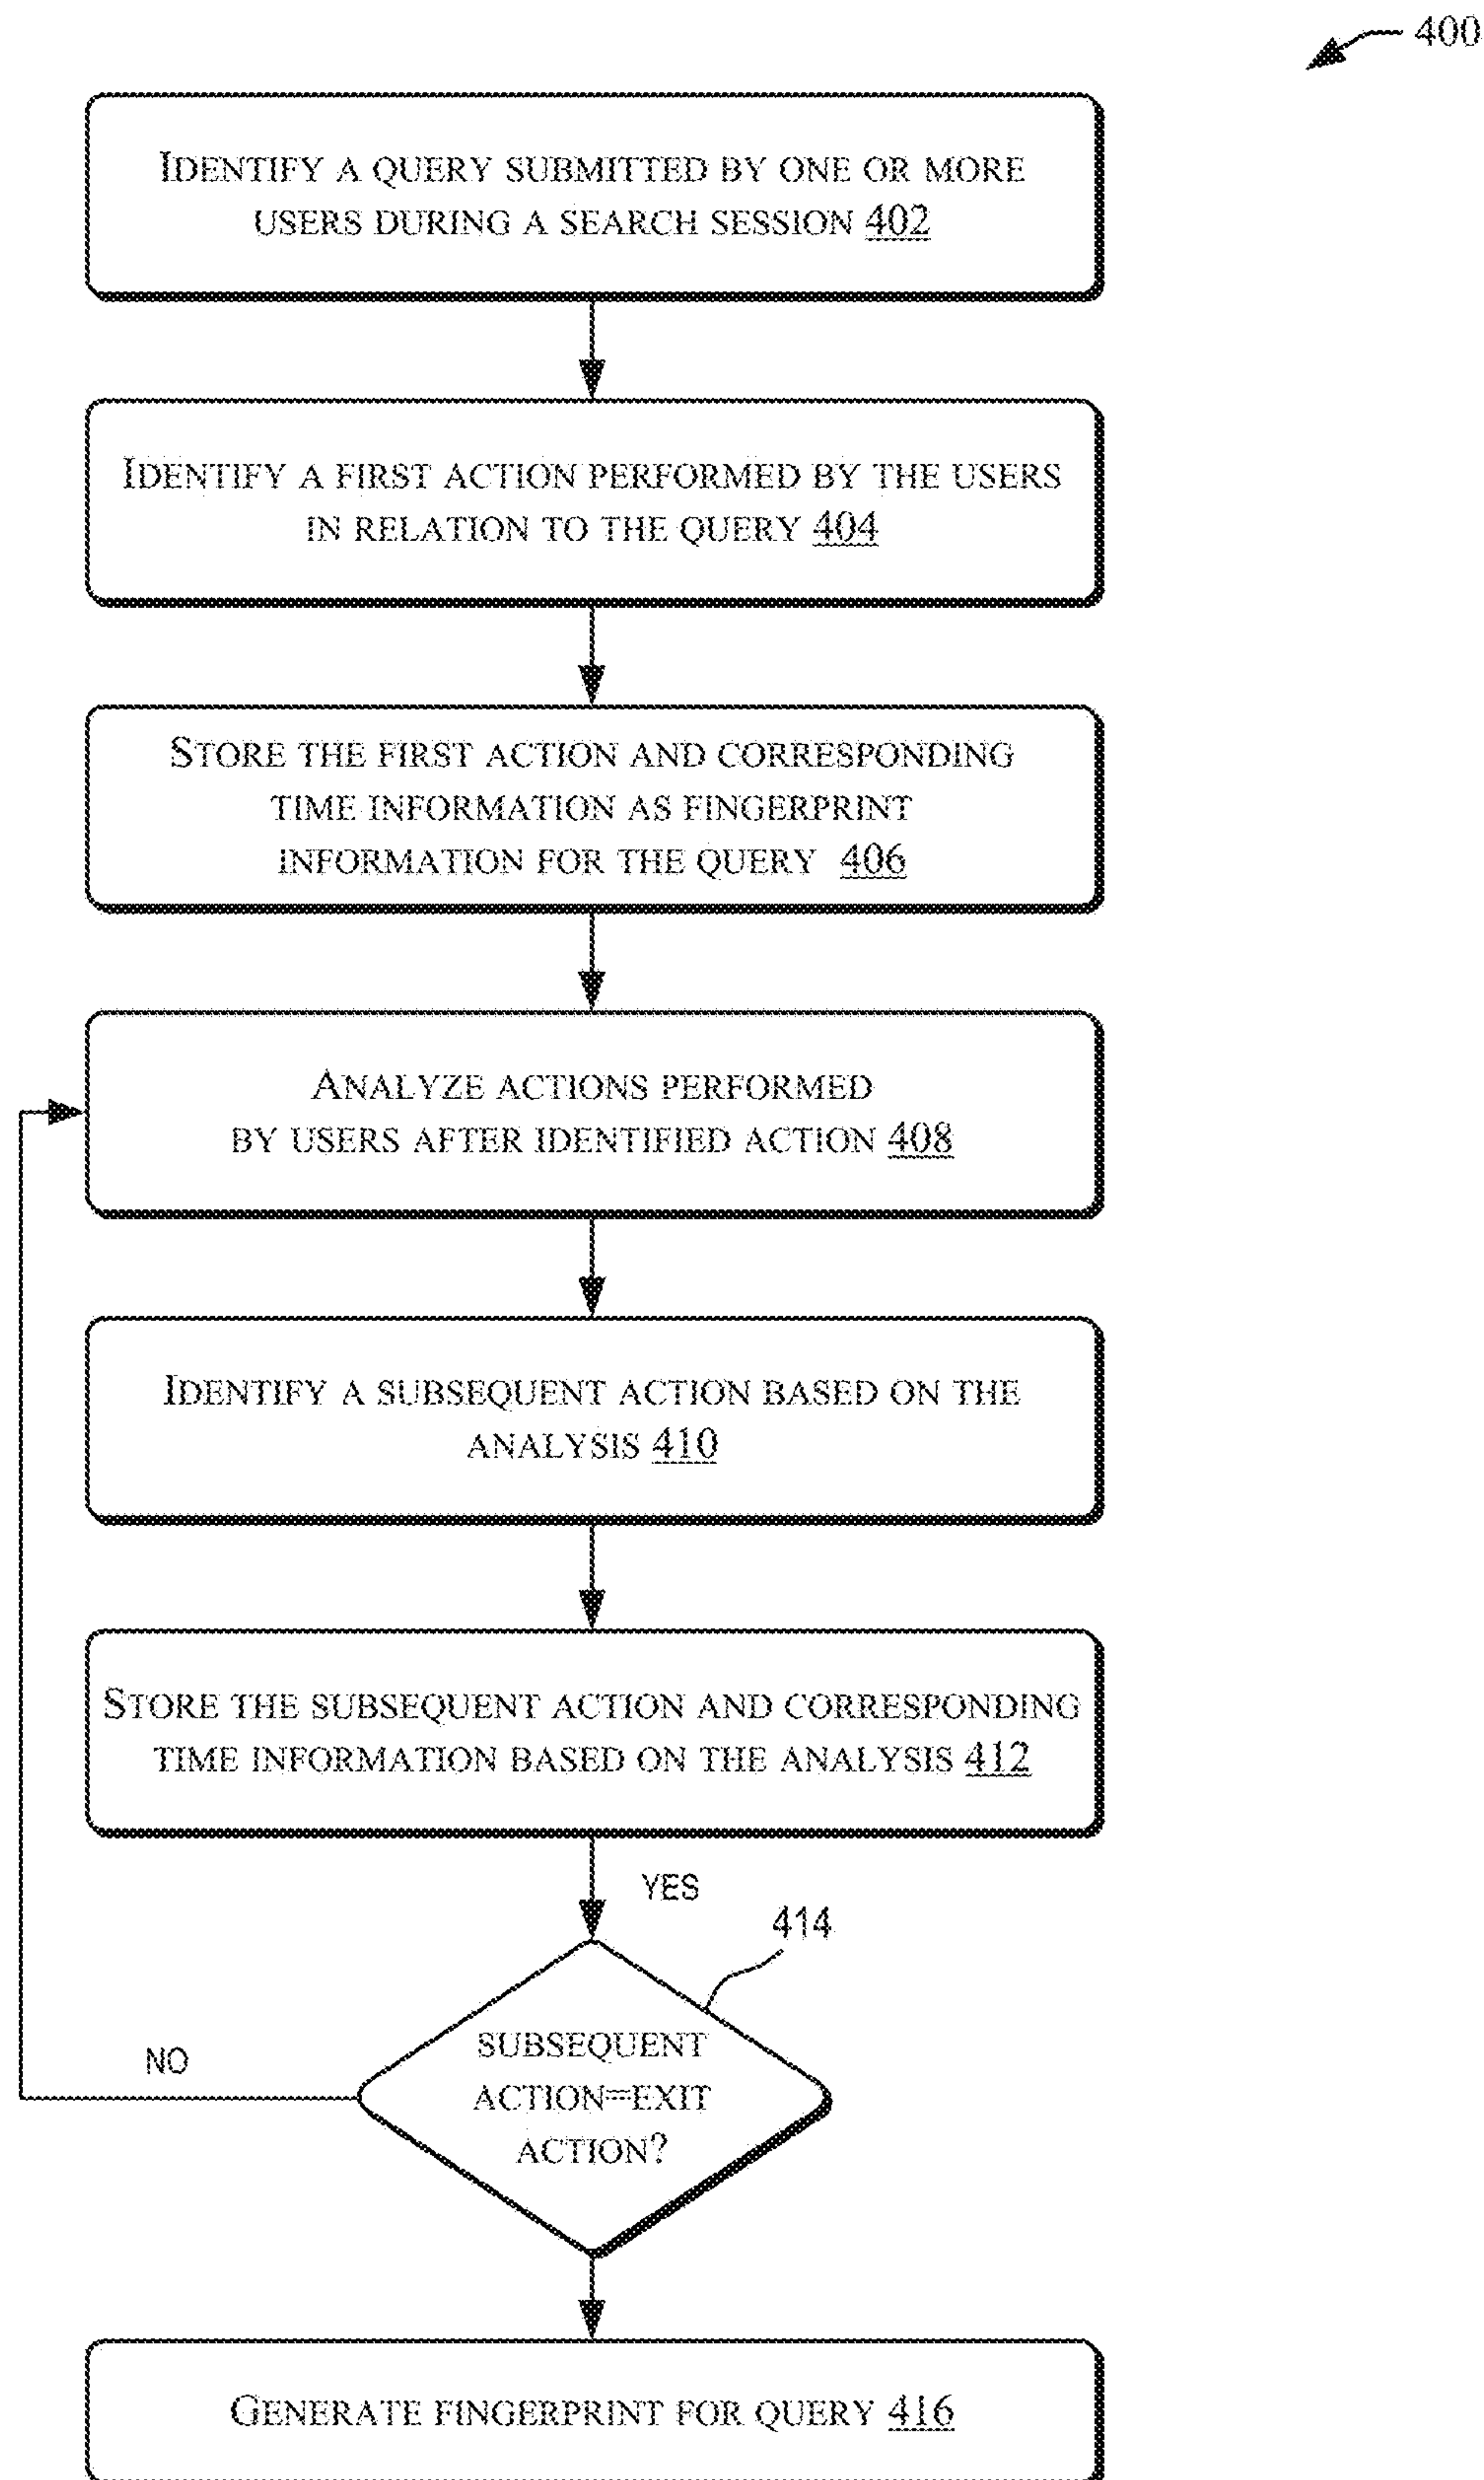 400
IDENTIFY A QUERY SUBMITTED BY ONE OR MORE
USERS DURING A SEARCH SESSION 402
IDENTIFY A FIRST ACTION PERFORMED BY THE USERS
IN RELATION TO THE QUERY 404
STORE THE FIRST ACTION AND CORRESPONDING
TIME INFORMATION AS FINGERPRINT
INFORMATION FOR THE QUERY 406
ANALYZE ACTIONS PERFORMED
BY USERS AFTER IDENTIFIED ACTION 408
IDENTIFY A SUBSEQUENT ACTION BASED ON THE
ANALYSIS 410
STORE THE SUBSEQUENT ACTION AND CORRESPONDING
TIME INFORMATION BASED ON THE ANALYSIS 412
YES
414
SUBSEQUENT
ACTION=EXIT
ACTION?
NO
GENERATE FINGERPRINT FOR QUERY 416